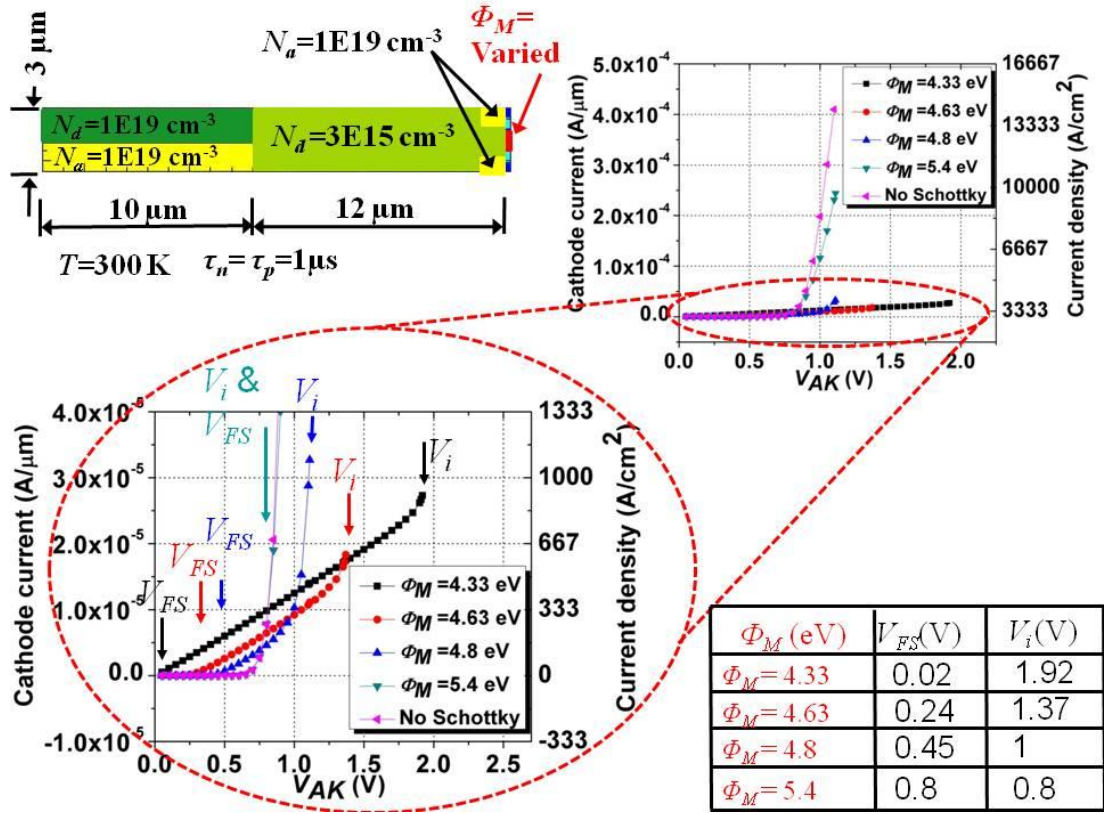 3 μm
N_d=1E19 cm-3
N_a=1E19 cm-3
N_d=3E15 cm-3
N_a=1E19 cm-3
Φ_M=
Varied
10 μm
12 μm
T=300 K τ_n= τ_p=1μs
Cathode current (A/μm)
5.0x10-4
4.0x10-4
3.0x10-4
2.0x10-4
1.0x10-4
0.0
0.0 0.5 1.0 1.5 2.0
V_AK (V)
Φ_M = 4.33 eV
Φ_M = 4.63 eV
Φ_M = 4.8 eV
Φ_M = 5.4 eV
No Schottky
16667
13333
10000
6667
3333
Current density (A/cm2)
Cathode current (A/μm)
4.0x10-5
3.0x10-5
2.0x10-5
1.0x10-5
0.0
-1.0x10-5
0.0 0.5 1.0 1.5 2.0 2.5
V_AK (V)
V_i &
V_FS
V_i
V_i
V_i
V_FS
V_FS
V_FS
Φ_M = 4.33 eV
Φ_M = 4.63 eV
Φ_M = 4.8 eV
Φ_M = 5.4 eV
No Schottky
1333
1000
667
333
0
-333
Current density (A/cm2)
Φ_M (eV) V_FS(V) V_i(V)
Φ_M = 4.33 0.02 1.92
Φ_M = 4.63 0.24 1.37
Φ_M = 4.8 0.45 1
Φ_M = 5.4 0.8 0.8